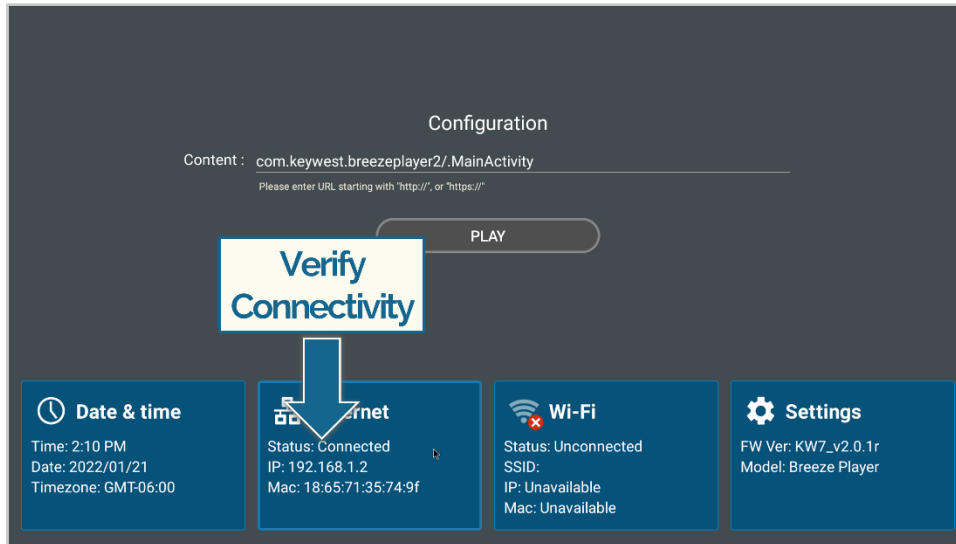 Configuration
Content : com.keywest.breezeplayer2/.MainActivity
Please enter URL starting with "http://", or "https://"
PLAY
Verify
Connectivity
Date & time
Time: 2:10 PM
Date: 2022/01/21
Timezone: GMT-06:00
rnet
Status: Connected
IP: 192.168.1.2
Mac: 18:65:71:35:74:9f
Wi-Fi
Status: Unconnected
SSID:
IP: Unavailable
Mac: Unavailable
Settings
FW Ver: KW7_v2.0.1r
Model: Breeze Player